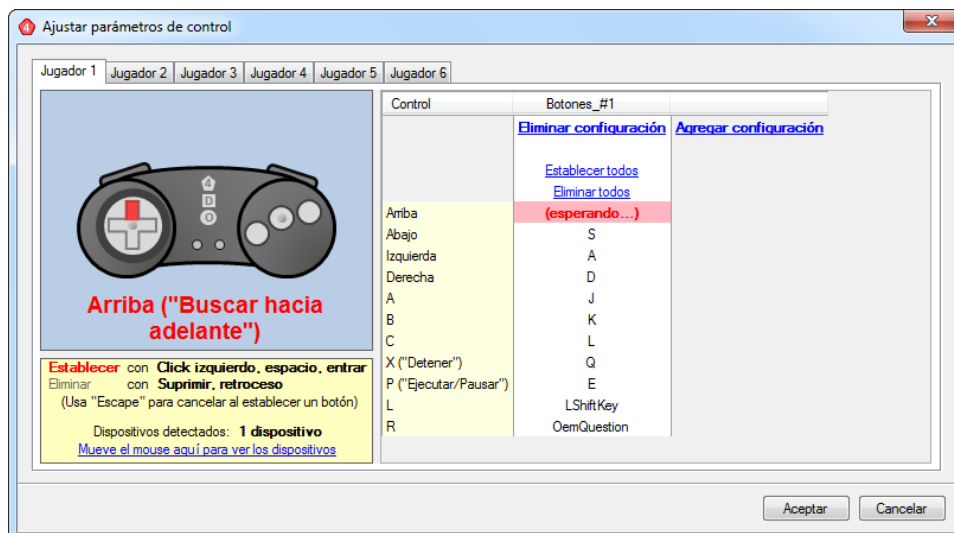 4 Ajustar parámetros de control
Jugador 1 Jugador 2 Jugador 3 Jugador 4 Jugador 5 Jugador 6
4
D
O
Arriba ("Buscar hacia
adelante")
Establecer con Click izquierdo, espacio, entrar
Eliminar con Suprimir, retroceso
(Usa "Escape" para cancelar al establecer un botón)
Dispositivos detectados: 1 dispositivo
Mueve el mouse aquí para ver los dispositivos
Control Botones_#1
Eliminar configuración Agregar configuración
Establecer todos
Eliminar todos
Arriba (esperando...)
Abajo S
Izquierda A
Derecha D
A J
B K
C L
X ("Detener") Q
P ("Ejecutar/Pausar") E
L LShiftKey
R OemQuestion
Aceptar Cancelar